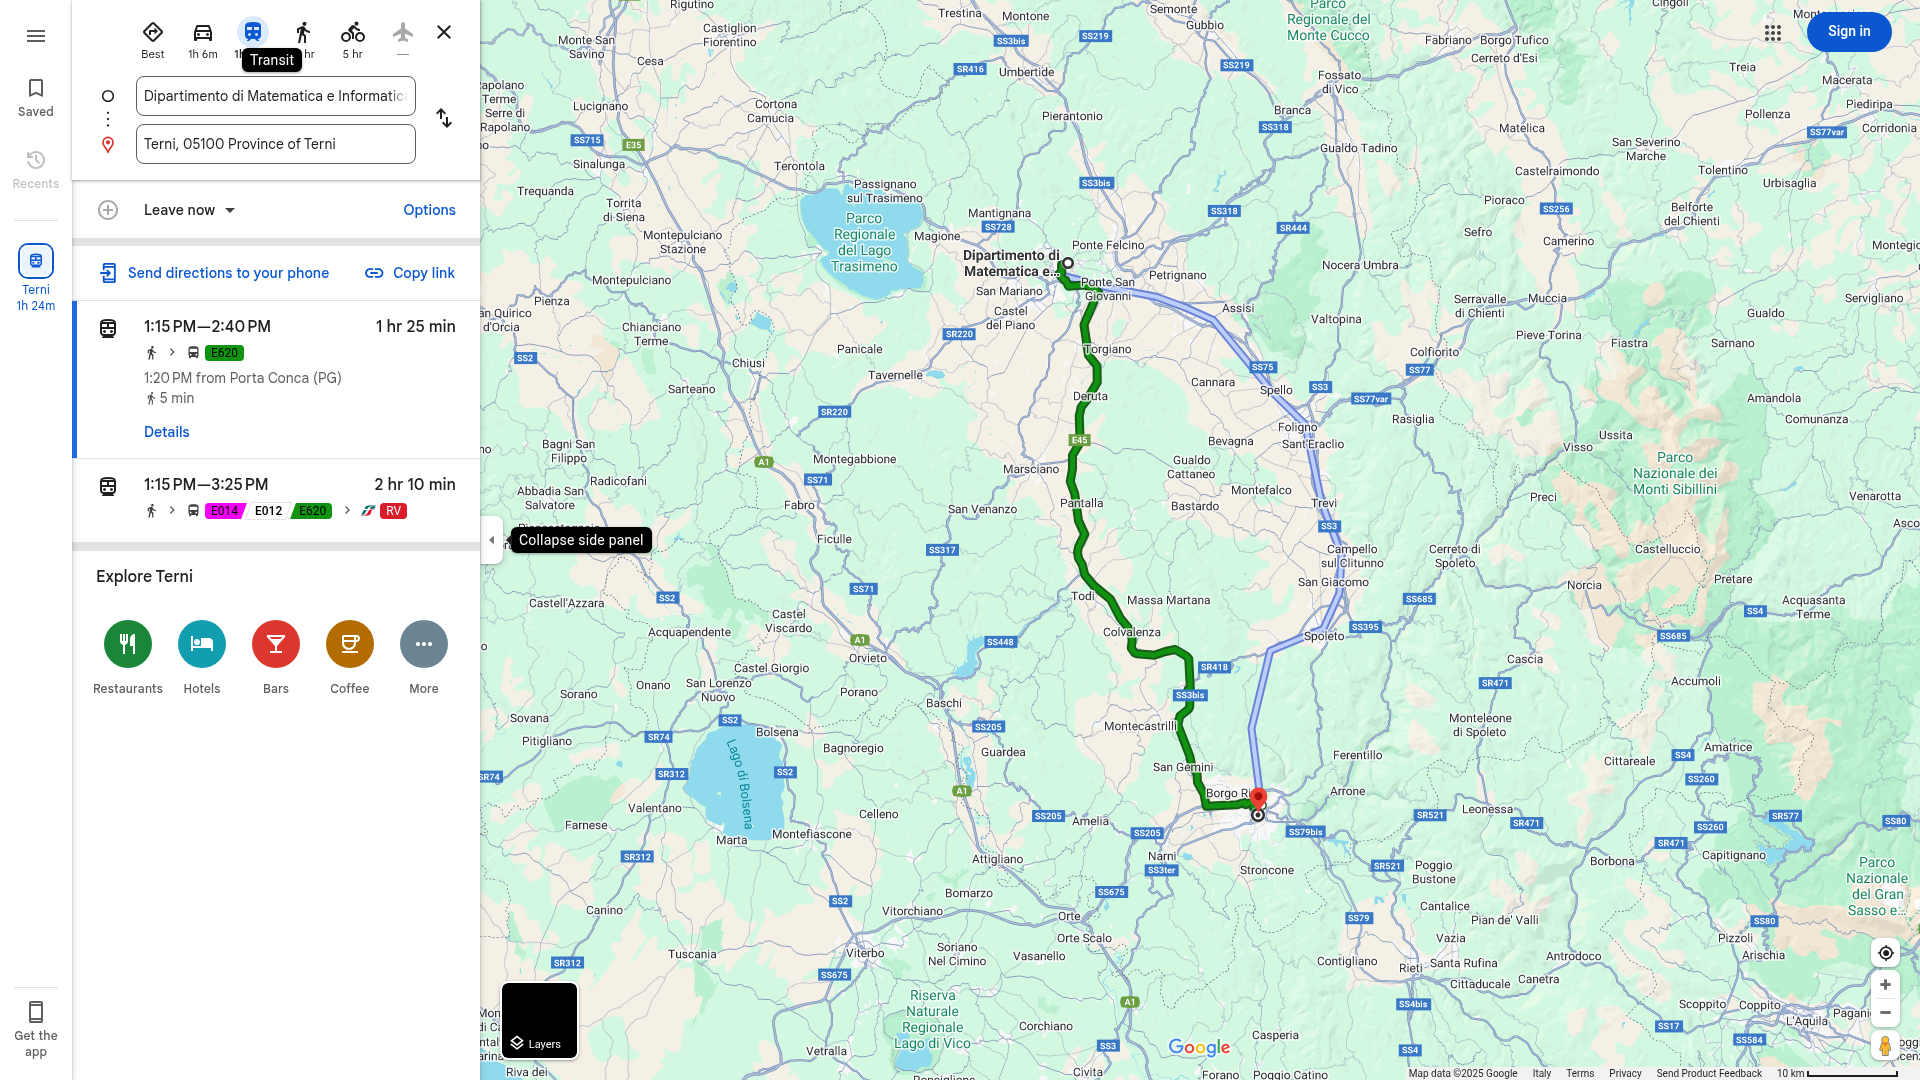 Best
1h 6m
5 hr
—
Transit
Dipartimento di Matematica e Informatica
Terni, 05100 Province of Terni
Saved
Recents
Terni
1h 24m
Get the
app
Leave now
Options
Send directions to your phone
Copy link
1:15 PM—2:40 PM
1 hr 25 min
E620
1:20 PM from Porta Conca (PG)
5 min
Details
1:15 PM—3:25 PM
2 hr 10 min
E014 E012 E620 RV
Explore Terni
Restaurants
Hotels
Bars
Coffee
More
Collapse side panel
Layers
Sign in
Rigutino
Trestina
Montone
Semonte
Gubbio
Parco
Regionale del
Monte Cucco
Cingoli
Castiglion
Fiorentino
Monte San
Savino
Cesa
SS3bis
SS219
Fabriano
Borgo Tufico
Cerreto d'Esi
Treia
Macerata
SR416
Umbertide
SS219
Fossato
di Vico
Lucignano
Cortona
Camucia
Branca
Pierantonio
SS318
Matelica
Pollenza
Piediripa
SS77var
Corridonia
SS715
E35
Sinalunga
Terontola
Gualdo Tadino
San Severino
Marche
Castelraimondo
Tolentino
Urbisaglia
Trequanda
Torrita
di Siena
Passignano
sul Trasimeno
SS3bis
Mantignana
SS728
Magione
SS318
SR444
Pioraco
SS256
Camerino
Belforte
del Chienti
Sefro
Parco
Regionale
del Lago
Trasimeno
Montepulciano
Stazione
Dipartimento di
Matematica e...
Ponte Felcino
Petrignano
Nocera Umbra
Montepulciano
San Mariano
Ponte San
Giovanni
Assisi
Serravalle
di Chienti
Muccia
Servigliano
Pienza
Castel
del Piano
Valtopina
Pieve Torina
Fiastra
Gualdo
Sarnano
Chianciano
Terme
SR220
Panicale
Torgiano
Colfiorito
SS2
Chiusi
Tavernelle
SS75
SS77
Spello
SS3
Cannara
SS77var
Amandola
Sarteano
SR220
Deruta
Rasiglia
Comunanza
Foligno
Sant'Eraclio
Bevagna
Visso
Ussita
E45
Bagni San
Filippo
A1
Montegabbione
Marsciano
Gualdo
Cattaneo
Parco
Nazionale dei
Monti Sibillini
Radicofani
SS71
Montefalco
Preci
Abbadia San
Salvatore
Fabro
San Venanzo
Pantalla
Bastardo
Trevi
Venarotta
SS3
Ficulle
SS317
Campello
sul Clitunno
Cerreto di
Spoleto
Castelluccio
San Giacomo
Norcia
Pretare
SS71
SS2
Castell'Azzara
Todi
Massa Martana
SS685
SS4
Acquasanta
Terme
Castel
Viscardo
Acquapendente
A1
SS448
Colvalenza
Spoleto
SS395
SS685
Orvieto
Castel Giorgio
SR418
Cascia
Onano
San Lorenzo
Nuovo
Porano
SS3bis
SR471
Accumoli
Sorano
Baschi
Sovana
SS2
Montecastrilli
Monteleone
di Spoleto
Pitigliano
SR74
Bolsena
SS205
Amatrice
SS4
Bagnoregio
Guardea
Ferentillo
Cittareale
SR74
SR312
SS2
Lago di Bolsena
San Gemini
A1
SS260
Valentano
Arrone
Leonessa
Celleno
SS205
Amelia
SR521
SR471
SR577
SS80
Farnese
Montefiascone
SS205
SS79bis
SS260
Marta
SR471
Capitignano
SR312
Attigliano
Narni
SS3ter
SR521
Poggio
Bustone
Borbona
Stroncone
Parco
Nazionale
del Gran
Sasso e...
Bomarzo
SS675
SS2
Cantalice
Canino
Vitorchiano
Orte
SS79
Pian de' Valli
SS80
Orte Scalo
Vazia
Pizzoli
Tuscania
Viterbo
Soriano
Nel Cimino
Vasanello
Contigliano
Rieti
Santa Rufina
Arischia
SR312
SS675
Cittaducale
Canetra
Antrodoco
Riserva
Naturale
Regionale
Lago di Vico
A1
SS4bis
Scoppito
Coppito
Corchiano
SS17
L'Aquila
Casperia
Vetralla
SS3
SS4
SS584
Civita
Forano
Poggio Catino
Riva dei
Google
Map data ©2025 Google
Italy
Terms
Privacy
Send Product Feedback
10 km